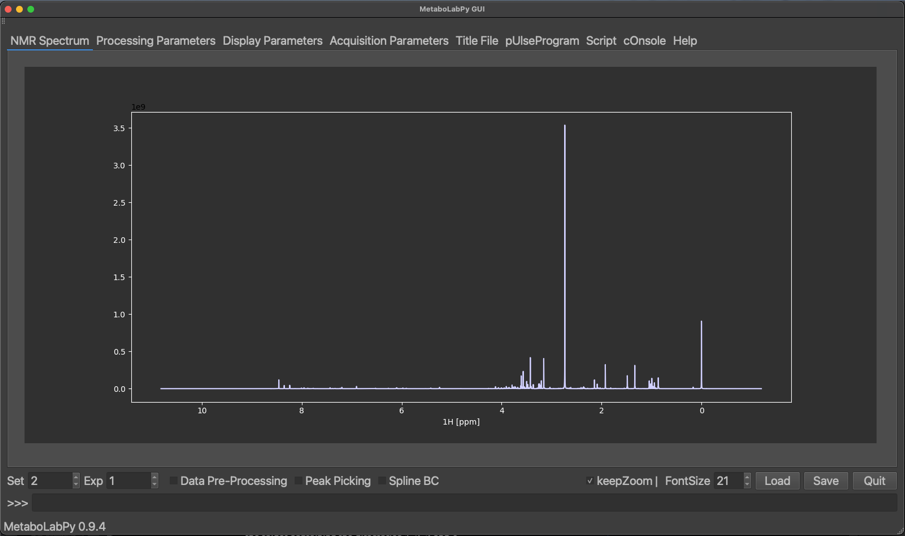 MetaboLabPy GUI
NMR Spectrum Processing Parameters Display Parameters Acquisition Parameters Title File pUlseProgram Script cOnsole Help
1e9
3.5
3.0
2.5
2.0
1.5
1.0
0.5
0.0
10 8 6 4 2 0
1H [ppm]
Set 2 Exp 1 Data Pre-Processing Peak Picking Spline BC keepZoom | FontSize 21 Load Save Quit
>>>
MetaboLabPy 0.9.4